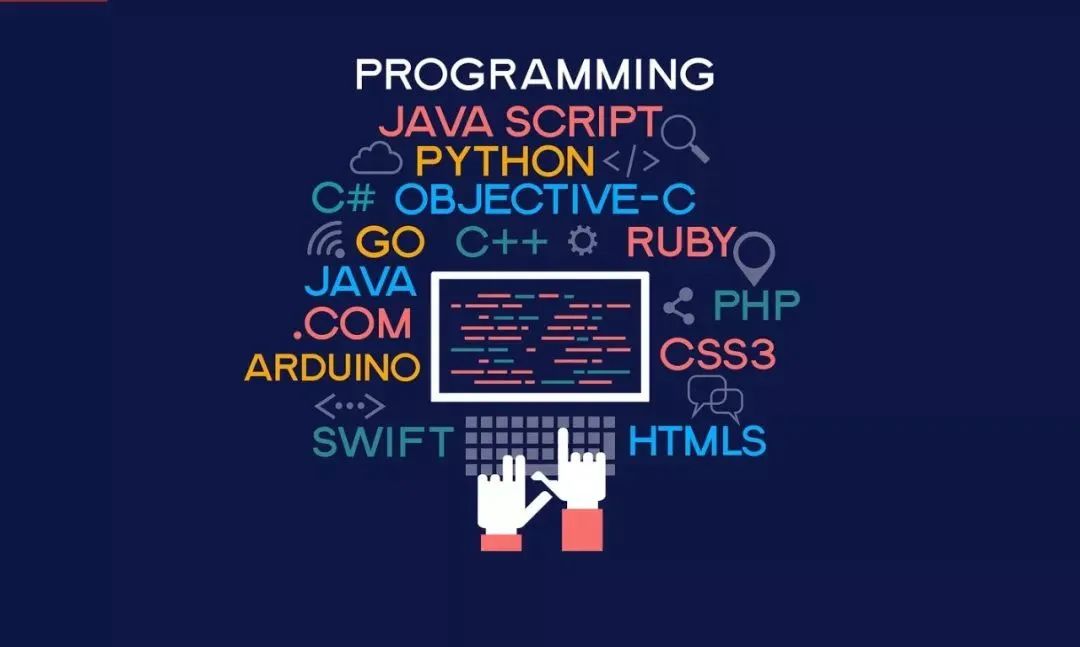 PROGRAMMING
JAVA SCRIPT
PYTHON </>
C# OBJECTIVE-C
GO C++ RUBY
JAVA
PHP
.COM
CSS3
ARDUINO
<···>
SWIFT HTMLS